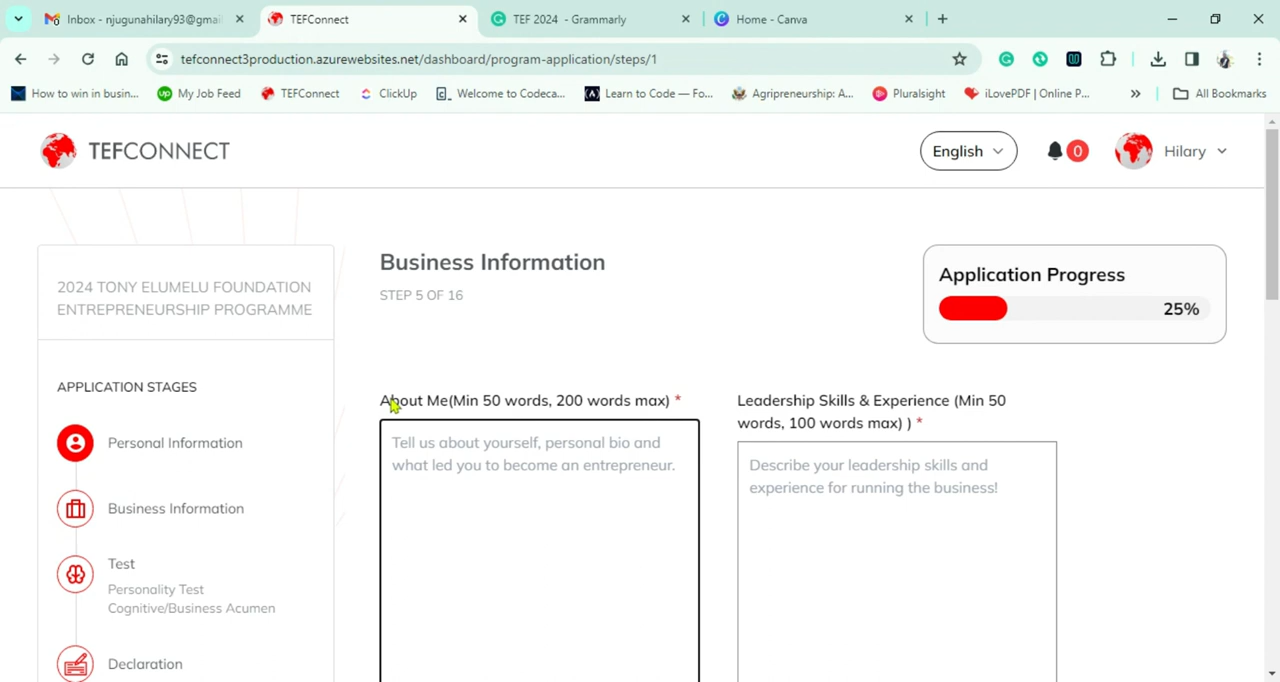 Inbox - njugunahilary93@gmai
TEFConnect
TEF 2024 - Grammarly
Home - Canva
tefconnect3production.azurewebsites.net/dashboard/program-application/steps/1
How to win in busin...
My Job Feed
TEFConnect
ClickUp
Welcome to Codeca...
Learn to Code — Fo...
Agripreneurship: A...
Pluralsight
iLovePDF | Online P...
All Bookmarks
TEFCONNECT
English
0
Hilary
2024 TONY ELUMELU FOUNDATION
ENTREPRENEURSHIP PROGRAMME
APPLICATION STAGES
Personal Information
Business Information
Test
Personality Test
Cognitive/Business Acumen
Declaration
Business Information
STEP 5 OF 16
Application Progress
25%
About Me(Min 50 words, 200 words max) *
Tell us about yourself, personal bio and
what led you to become an entrepreneur.
Leadership Skills & Experience (Min 50
words, 100 words max) ) *
Describe your leadership skills and
experience for running the business!